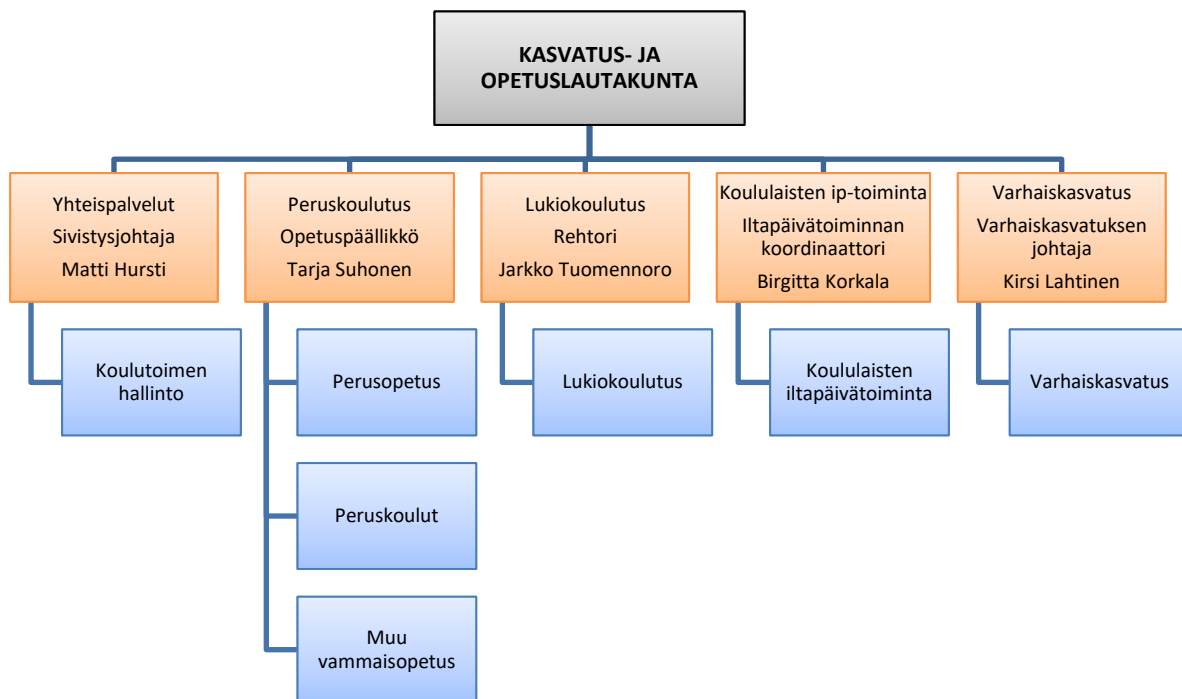 KASVATUS- JA
OPETUSLAUTAKUNTA
Yhteispalvelut
Sivistysjohtaja
Matti Hursti
Peruskoulutus
Opetuspäällikkö
Tarja Suhonen
Lukiokoulutus
Rehtori
Jarkko Tuomennoro
Koululaisten ip-toiminta
Iltapäivätoiminnan
koordinaattori
Birgitta Korkala
Varhaiskasvatus
Varhaiskasvatuksen
johtaja
Kirsi Lahtinen
Koulutoimen
hallinto
Perusopetus
Lukiokoulutus
Koululaisten
iltapäivätoiminta
Varhaiskasvatus
Peruskoulut
Muu
vammaisopetus